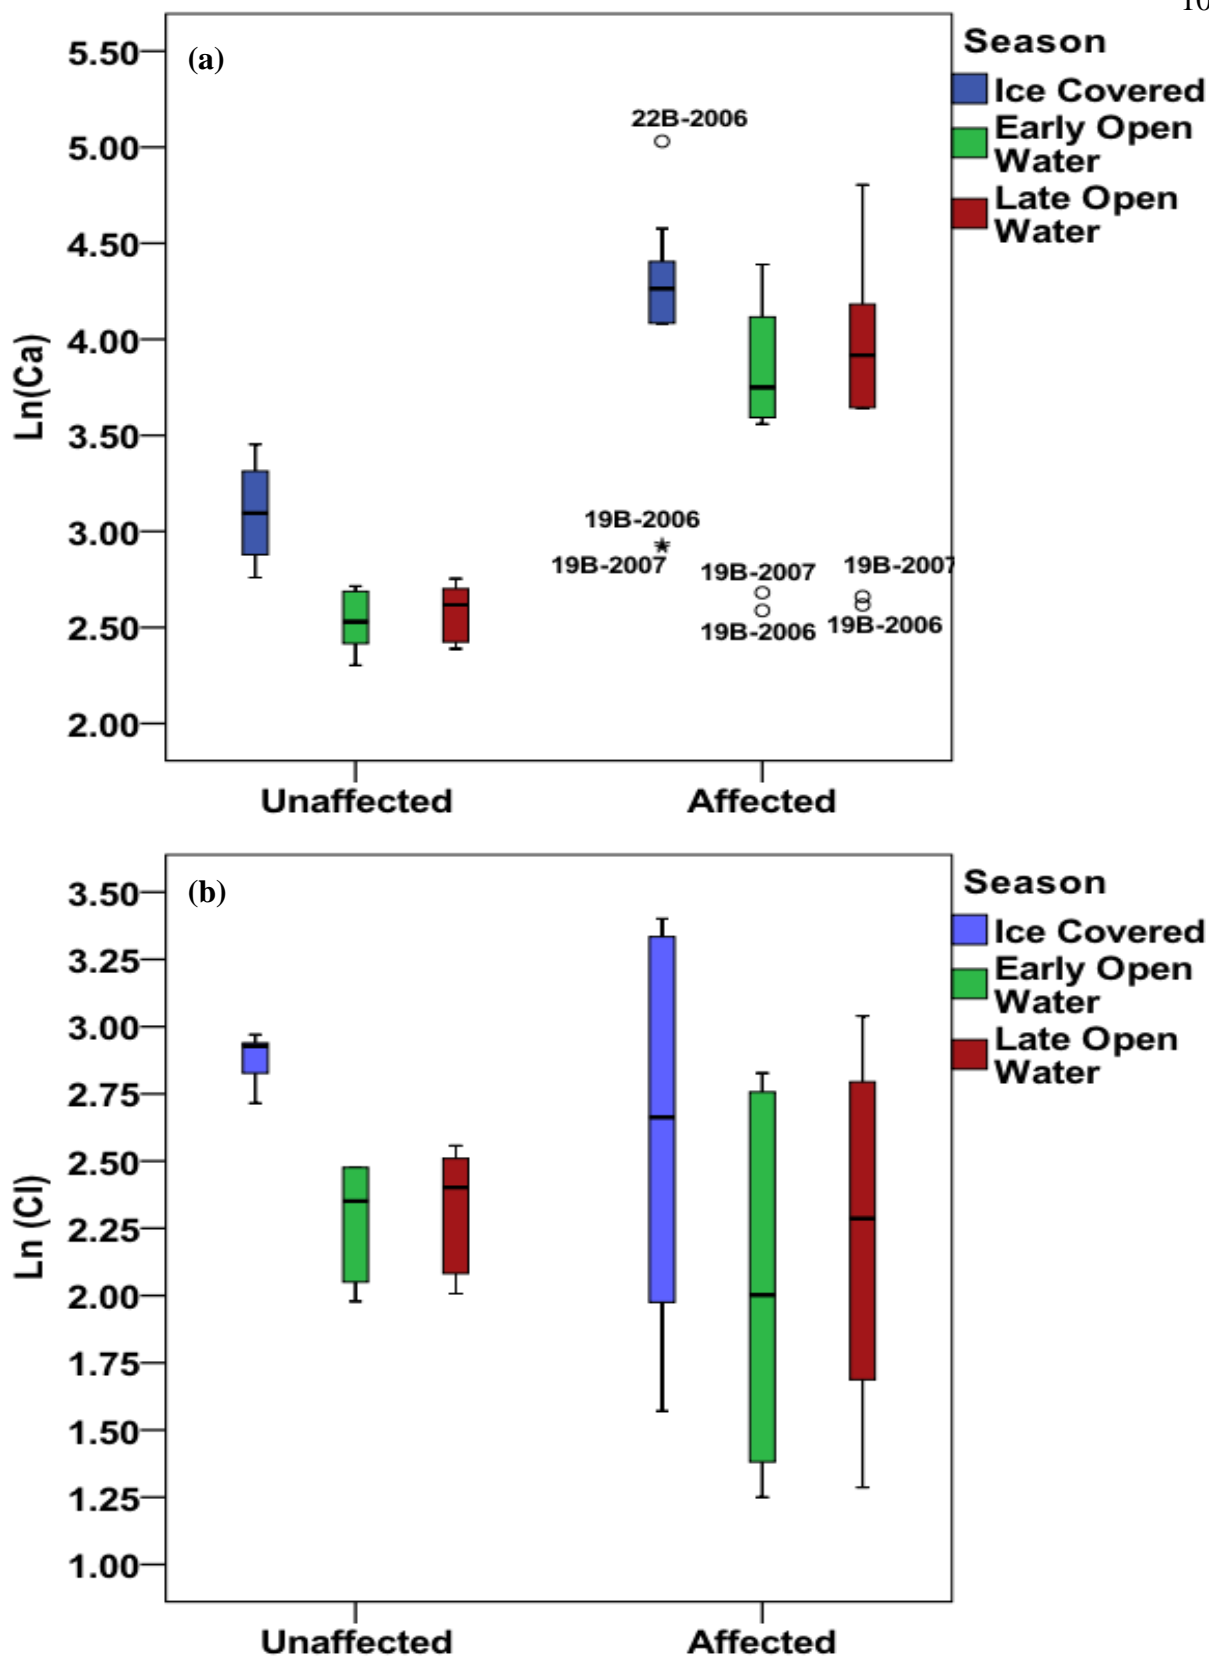 10
(a)
5.50
5.00
4.50
4.00
3.50
3.00
2.50
2.00
Ln(Ca)
22B-2006
19B-2006
19B-2007
19B-2007
19B-2006
19B-2007
19B-2006
Unaffected
Affected
Season
Ice Covered
Early Open
Water
Late Open
Water
(b)
3.50
3.25
3.00
2.75
2.50
2.25
2.00
1.75
1.50
1.25
1.00
Ln (Cl)
Unaffected
Affected
Season
Ice Covered
Early Open
Water
Late Open
Water